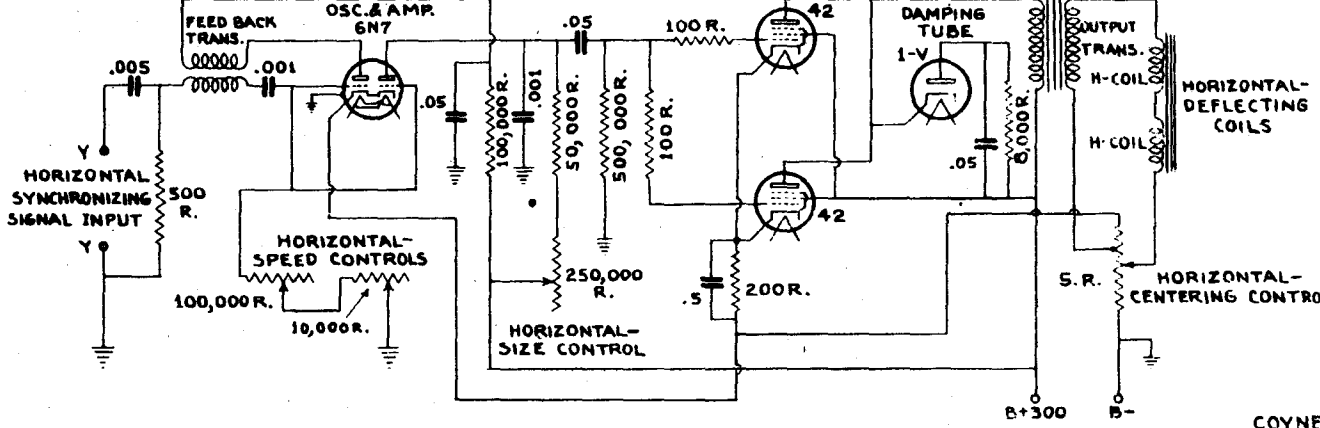 OSC. & AMP.
6N7
FEED BACK
TRANS.
.005
.001
.05
100,000 R.
.001
50,000 R.
.05
500,000 R.
100 R.
100 R.
42
DAMPING
TUBE
1-V
.05
8,000 R.
OUTPUT
TRANS.
H-COIL
H-COIL
HORIZONTAL-
DEFLECTING
COILS
Y
HORIZONTAL
SYNCHRONIZING
SIGNAL INPUT
Y
500
R.
HORIZONTAL-
SPEED CONTROLS
100,000 R.
10,000 R.
250,000
R.
HORIZONTAL-
SIZE CONTROL
42
.5
200 R.
5. R.
HORIZONTAL-
CENTERING CONTRO
B+300
B-
COYNE